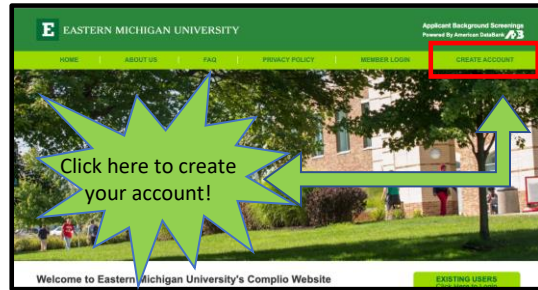 E EASTERN MICHIGAN UNIVERSITY
Applicant Background Screenings
Powered By American DataBank
HOME ABOUT US FAQ PRIVACY POLICY MEMBER LOGIN CREATE ACCOUNT
Click here to create
your account!
Welcome to Eastern Michigan University's Complio Website
EXISTING USERS
Click Here to Login